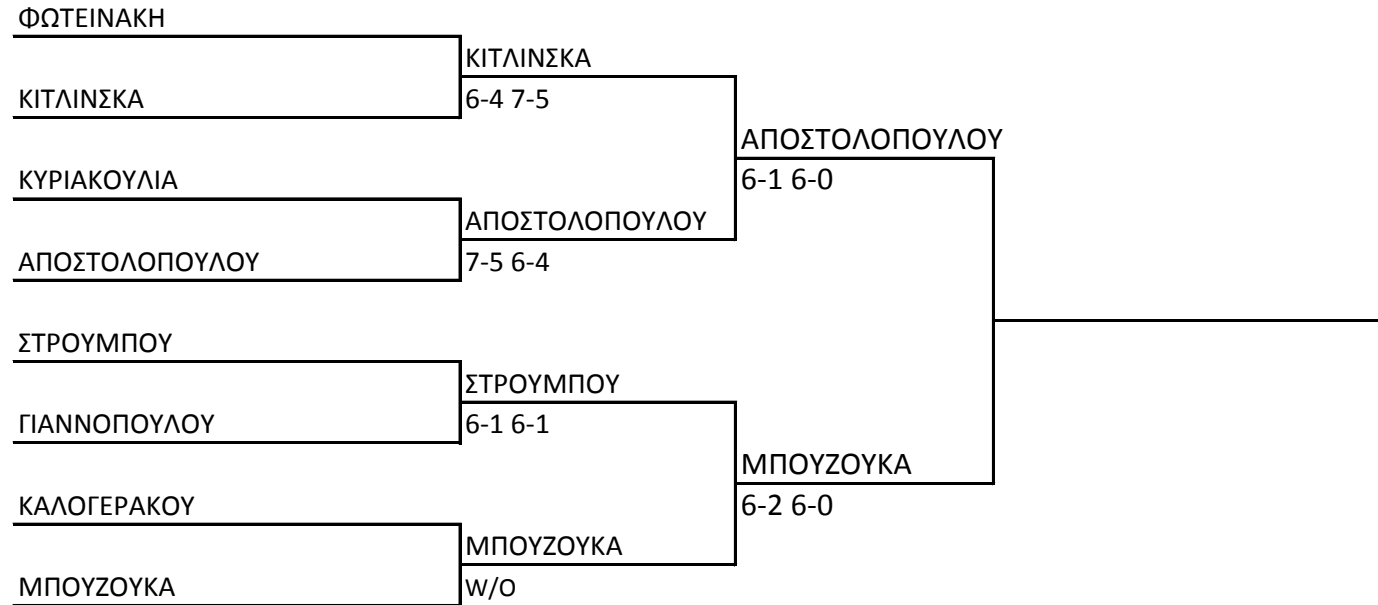 ΦΩΤΕΙΝΑΚΗ
ΚΙΤΛΙΝΣΚΑ
ΚΙΤΛΙΝΣΚΑ
6-4 7-5
ΑΠΟΣΤΟΛΟΠΟΥΛΟΥ
ΚΥΡΙΑΚΟΥΛΙΑ
6-1 6-0
ΑΠΟΣΤΟΛΟΠΟΥΛΟΥ
ΑΠΟΣΤΟΛΟΠΟΥΛΟΥ
7-5 6-4
ΣΤΡΟΥΜΠΟΥ
ΣΤΡΟΥΜΠΟΥ
ΓΙΑΝΝΟΠΟΥΛΟΥ
6-1 6-1
ΜΠΟΥΖΟΥΚΑ
ΚΑΛΟΓΕΡΑΚΟΥ
6-2 6-0
ΜΠΟΥΖΟΥΚΑ
ΜΠΟΥΖΟΥΚΑ
W/O